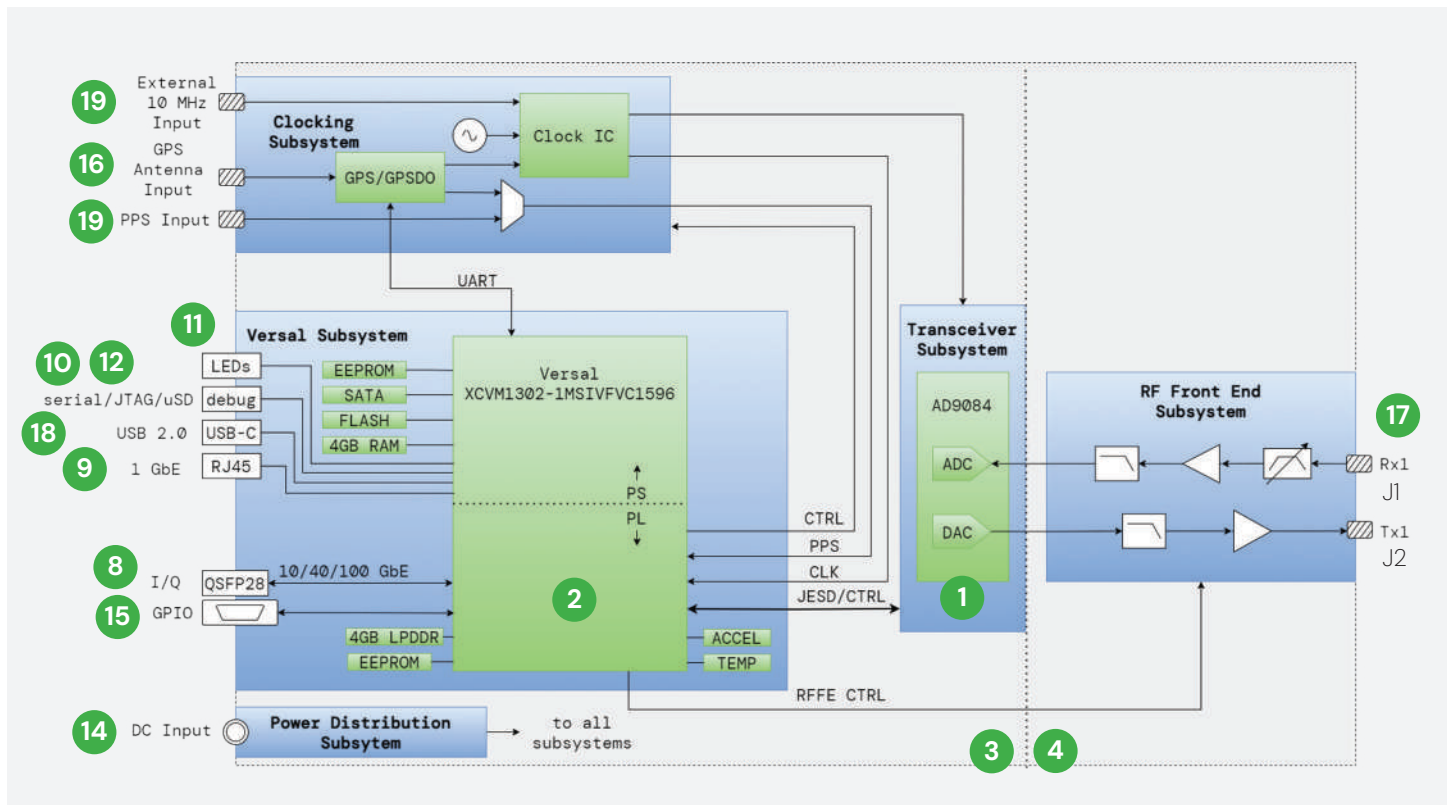 19
External
10 MHz
Input
16
GPS
Antenna
Input
19
PPS Input
Clocking
Subsystem
Clock IC
GPS/GPSDO
UART
11
Versal Subsystem
10
12
LEDs
serial/JTAG/uSD
debug
18
USB 2.0
USB-C
9
1 GbE
RJ45
EEPROM
SATA
FLASH
4GB RAM
Versal
XCVM1302-1MSIVFVC1596
PS
PL
2
8
I/Q
QSFP28
10/40/100 GbE
15
GPIO
4GB LPDDR
EEPROM
ACCEL
TEMP
CTRL
PPS
CLK
JESD/CTRL
RFFE CTRL
Transceiver
Subsystem
AD9084
ADC
DAC
1
RF Front End
Subsystem
17
Rx1
J1
Tx1
J2
14
DC Input
Power Distribution
Subsytem
to all
subsystems
3
4